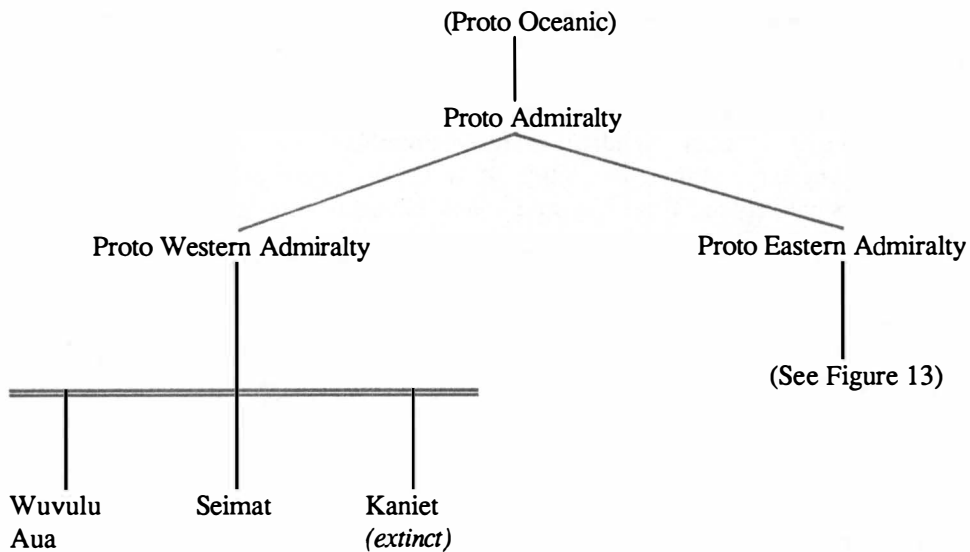 (Proto Oceanic)
Proto Admiralty
Proto Western Admiralty
Proto Eastern Admiralty
(See Figure 13)
Wuvulu
Aua
Seimat
Kaniet
(extinct)